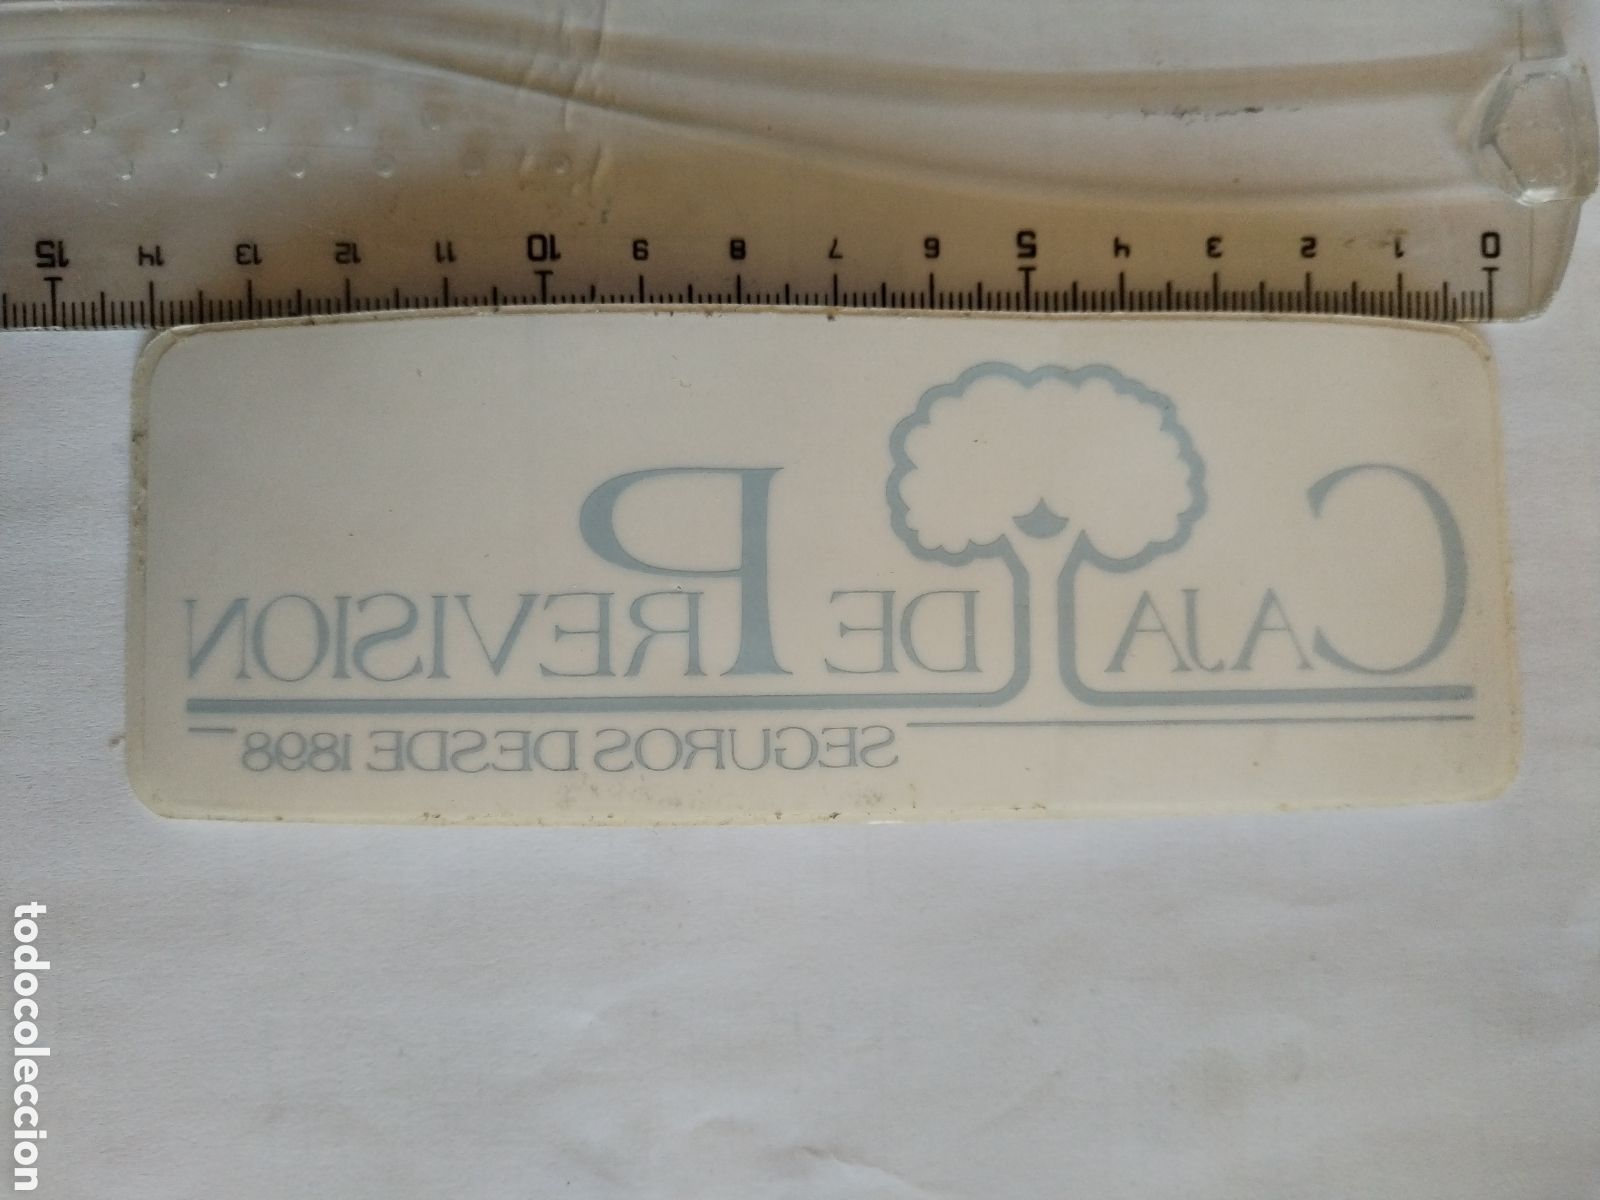 15 14 13 12 11 10 9 8 7 6 5 4 3 2 1 0
CAJA DE PREVISION
SEGUROS DESDE 1898
todocoleccion